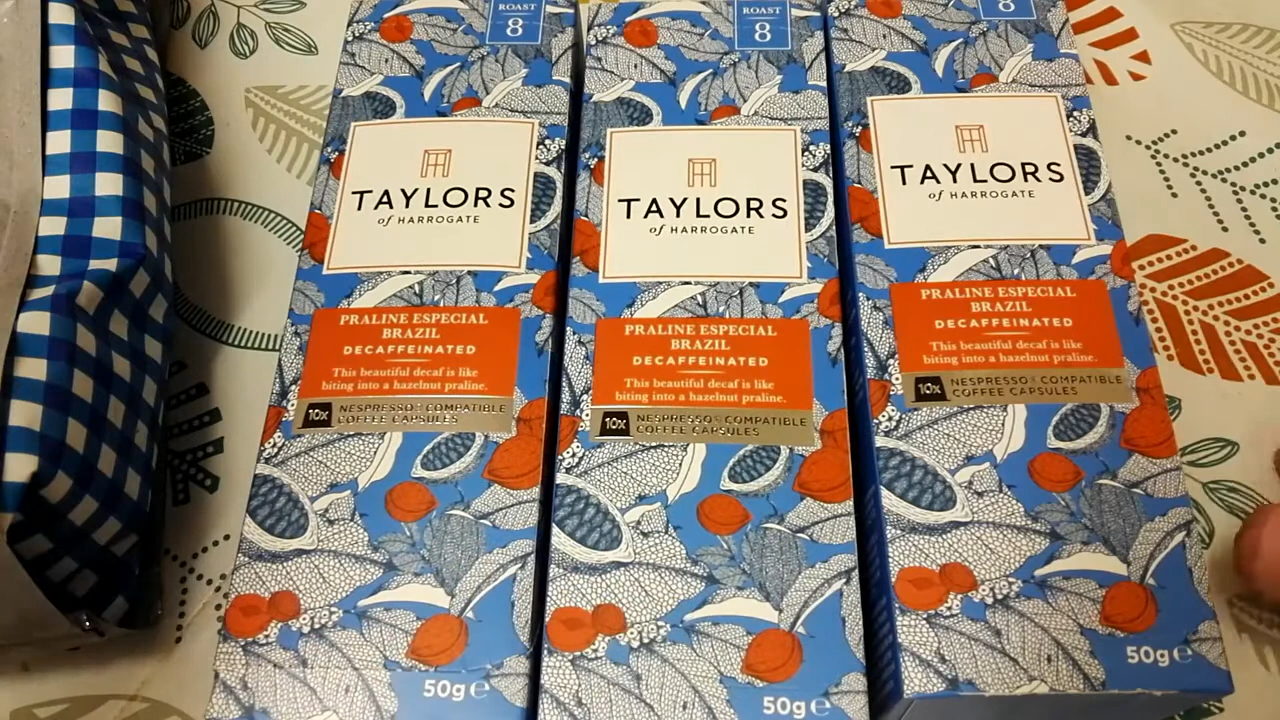 ROAST
8
TAYLORS
of HARROGATE
PRALINE ESPECIAL
BRAZIL
DECAFFEINATED
This beautiful decaf is like
biting into a hazelnut praline.
10x NESPRESSO® COMPATIBLE
COFFEE CAPSULES
50g ℮
ROAST
8
TAYLORS
of HARROGATE
PRALINE ESPECIAL
BRAZIL
DECAFFEINATED
This beautiful decaf is like
biting into a hazelnut praline.
10x NESPRESSO® COMPATIBLE
COFFEE CAPSULES
50g ℮
8
TAYLORS
of HARROGATE
PRALINE ESPECIAL
BRAZIL
DECAFFEINATED
This beautiful decaf is like
biting into a hazelnut praline.
10x NESPRESSO® COMPATIBLE
COFFEE CAPSULES
50g ℮